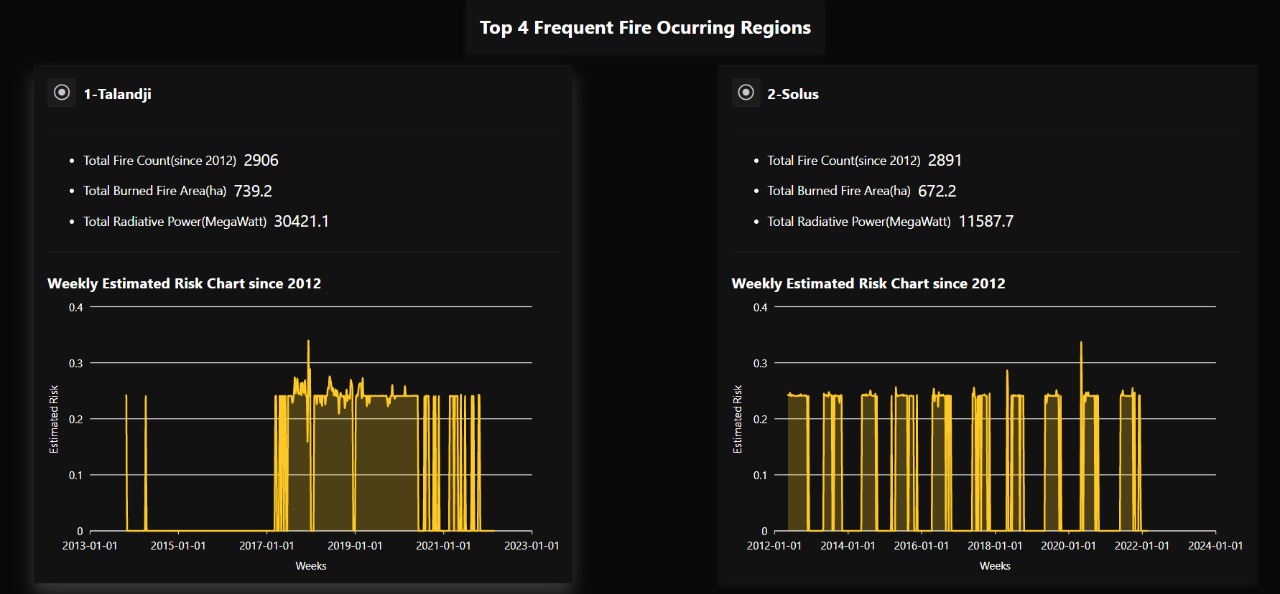 Top 4 Frequent Fire Ocurring Regions
1-Talandji
Total Fire Count(since 2012) 2906
Total Burned Fire Area(ha) 739.2
Total Radiative Power(MegaWatt) 30421.1
Weekly Estimated Risk Chart since 2012
0.4
0.3
0.2
0.1
0
Estimated Risk
2013-01-01 2015-01-01 2017-01-01 2019-01-01 2021-01-01 2023-01-01
Weeks
2-Solus
Total Fire Count(since 2012) 2891
Total Burned Fire Area(ha) 672.2
Total Radiative Power(MegaWatt) 11587.7
Weekly Estimated Risk Chart since 2012
0.4
0.3
0.2
0.1
0
Estimated Risk
2012-01-01 2014-01-01 2016-01-01 2018-01-01 2020-01-01 2022-01-01 2024-01-01
Weeks